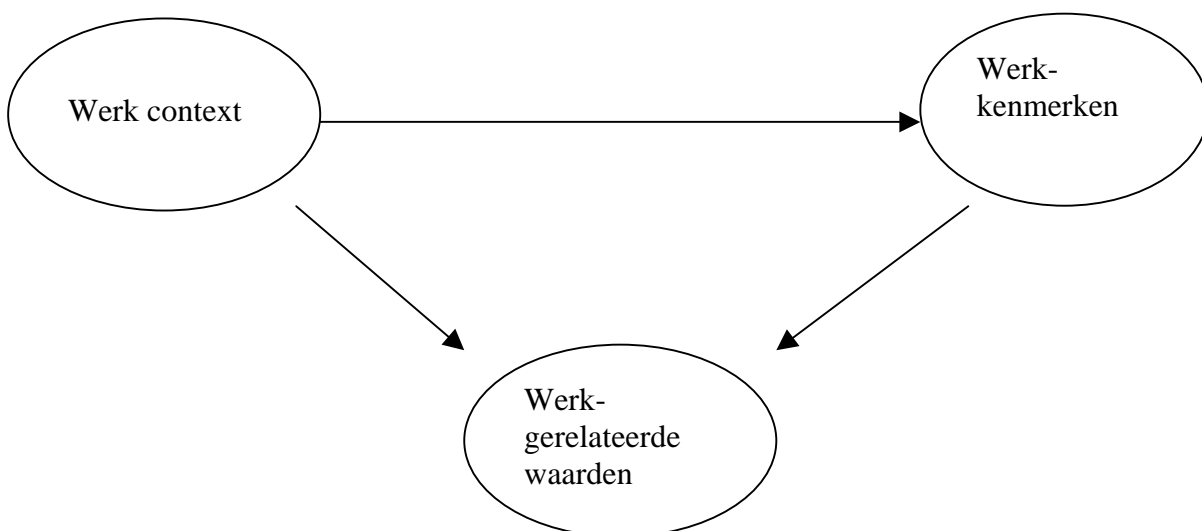 Werk context
Werk-
kenmerken
Werk-
gerelateerde
waarden